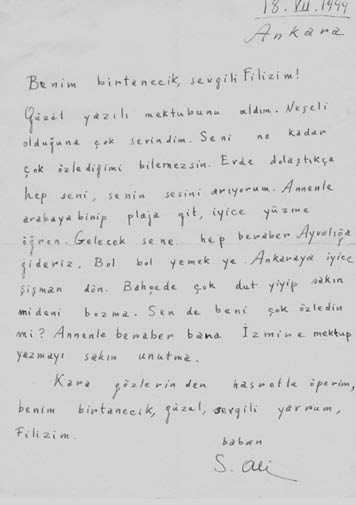 18. VII. 1944
Ankara
Benim birtanecik, sevgili Filizim!
Güzel yazılı mektubunu aldım. Neşeli
olduğuna çok serindim. Seni ne kadar
çok özlediğimi bilemezsin. Evde dolaştıkça
hep seni, senin sesini arıyorum. Annenle
arabaya binip plaja git, iyice yüzme
öğren. Gelecek sene hep beraber Ayvalığa
gideriz. Bol bol yemek ye. Ankaraya iyice
şişman dön. Bahçede çok dut yiyip sakın
mideni bozma. Sen de beni çok özledin
mi? Annenle beraber bana İzmire mektup
yazmayı sakın unutma.
Kara gözlerinden hasretle öperim,
benim birtanecik, güzel, sevgili yavrum,
Filizim.
baban
S. Ali